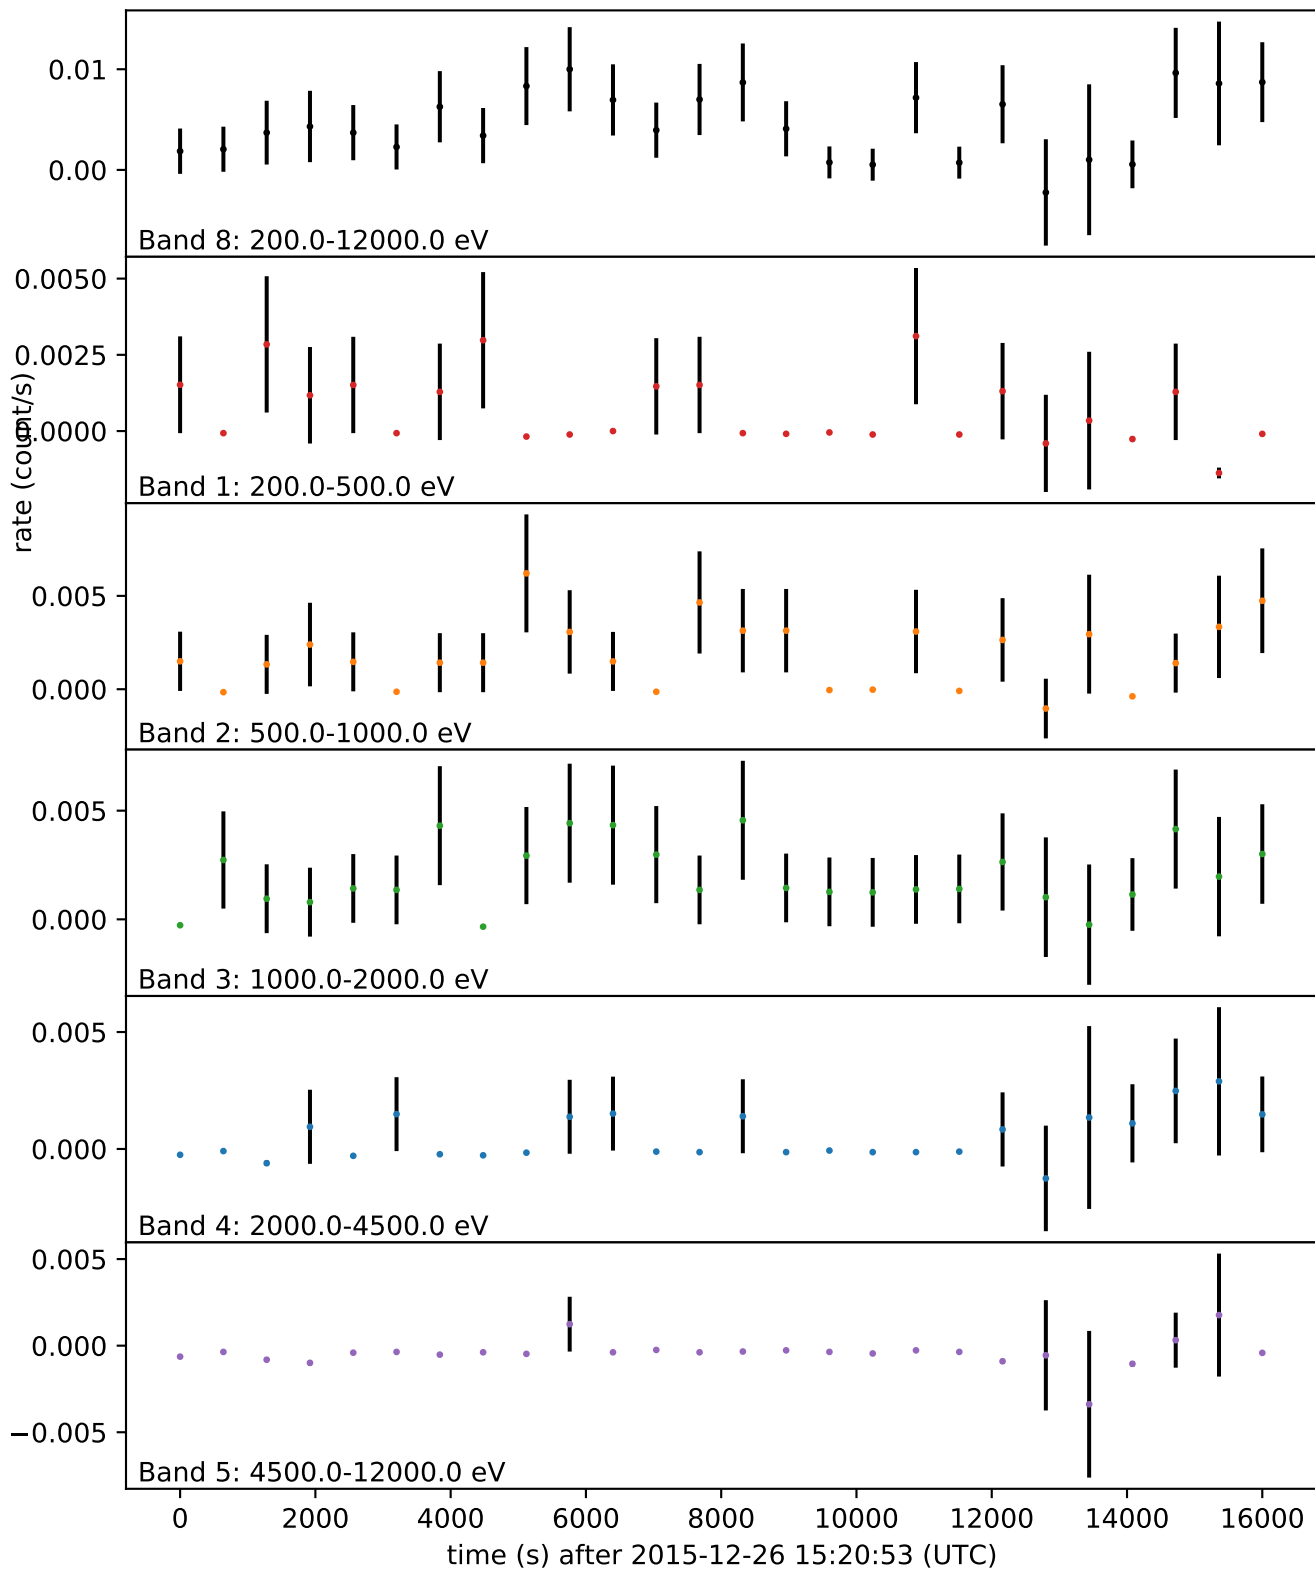 0.01
0.00
Band 8: 200.0-12000.0 eV
0.0050
0.0025
0.0000
Band 1: 200.0-500.0 eV
rate (count/s)
0.005
0.000
Band 2: 500.0-1000.0 eV
0.005
0.000
Band 3: 1000.0-2000.0 eV
0.005
0.000
Band 4: 2000.0-4500.0 eV
0.005
0.000
−0.005
Band 5: 4500.0-12000.0 eV
0 2000 4000 6000 8000 10000 12000 14000 16000
time (s) after 2015-12-26 15:20:53 (UTC)